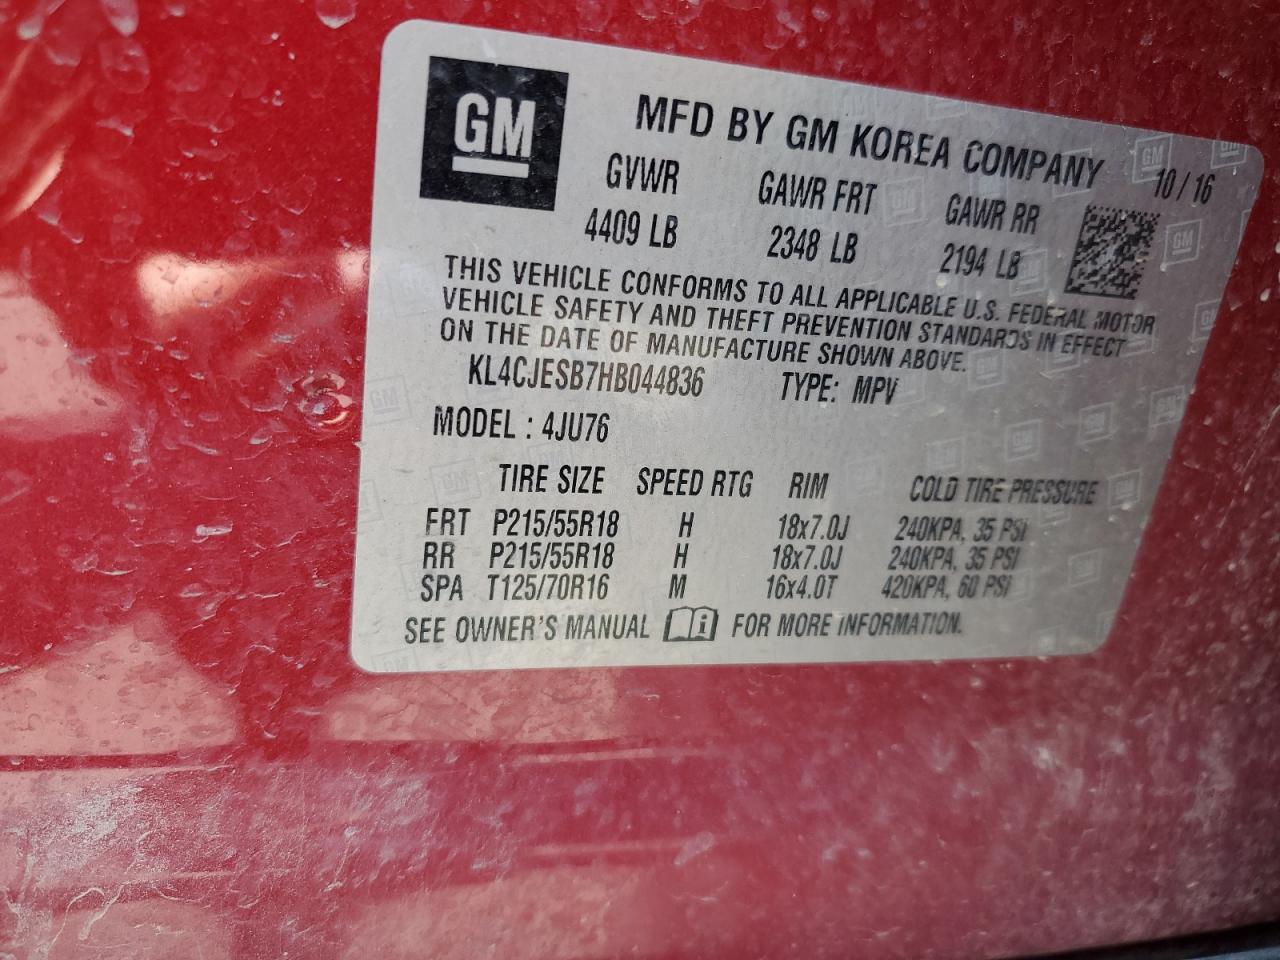 GM
MFD BY GM KOREA COMPANY
10 / 16
GVWR GAWR FRT GAWR RR
4409 LB 2348 LB 2194 LB
THIS VEHICLE CONFORMS TO ALL APPLICABLE U.S. FEDERAL MOTOR
VEHICLE SAFETY AND THEFT PREVENTION STANDARDS IN EFFECT
ON THE DATE OF MANUFACTURE SHOWN ABOVE.
KL4CJESB7HB044836 TYPE: MPV
MODEL : 4JU76
TIRE SIZE SPEED RTG RIM COLD TIRE PRESSURE
FRT P215/55R18 H 18x7.0J 240KPA, 35 PSI
RR P215/55R18 H 18x7.0J 240KPA, 35 PSI
SPA T125/70R16 M 16x4.0T 420KPA, 60 PSI
SEE OWNER'S MANUAL i FOR MORE INFORMATION.